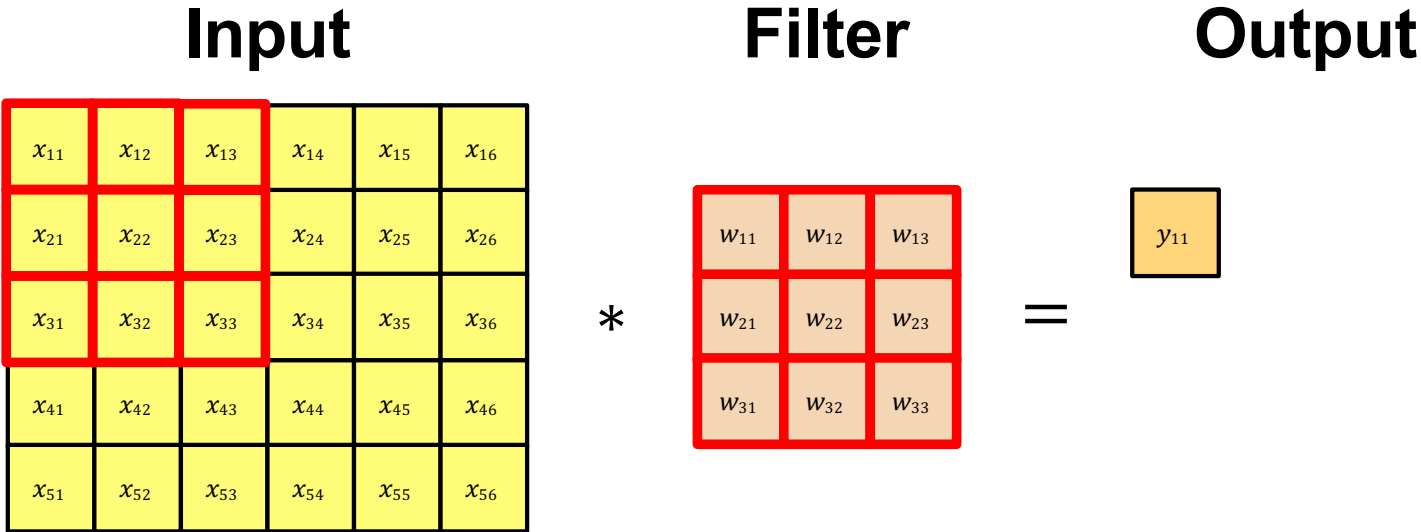 Input Filter Output
x₁₁ x₁₂ x₁₃ x₁₄ x₁₅ x₁₆
x₂₁ x₂₂ x₂₃ x₂₄ x₂₅ x₂₆
x₃₁ x₃₂ x₃₃ x₃₄ x₃₅ x₃₆
x₄₁ x₄₂ x₄₃ x₄₄ x₄₅ x₄₆
x₅₁ x₅₂ x₅₃ x₅₄ x₅₅ x₅₆
*
w₁₁ w₁₂ w₁₃
w₂₁ w₂₂ w₂₃
w₃₁ w₃₂ w₃₃
=
y₁₁